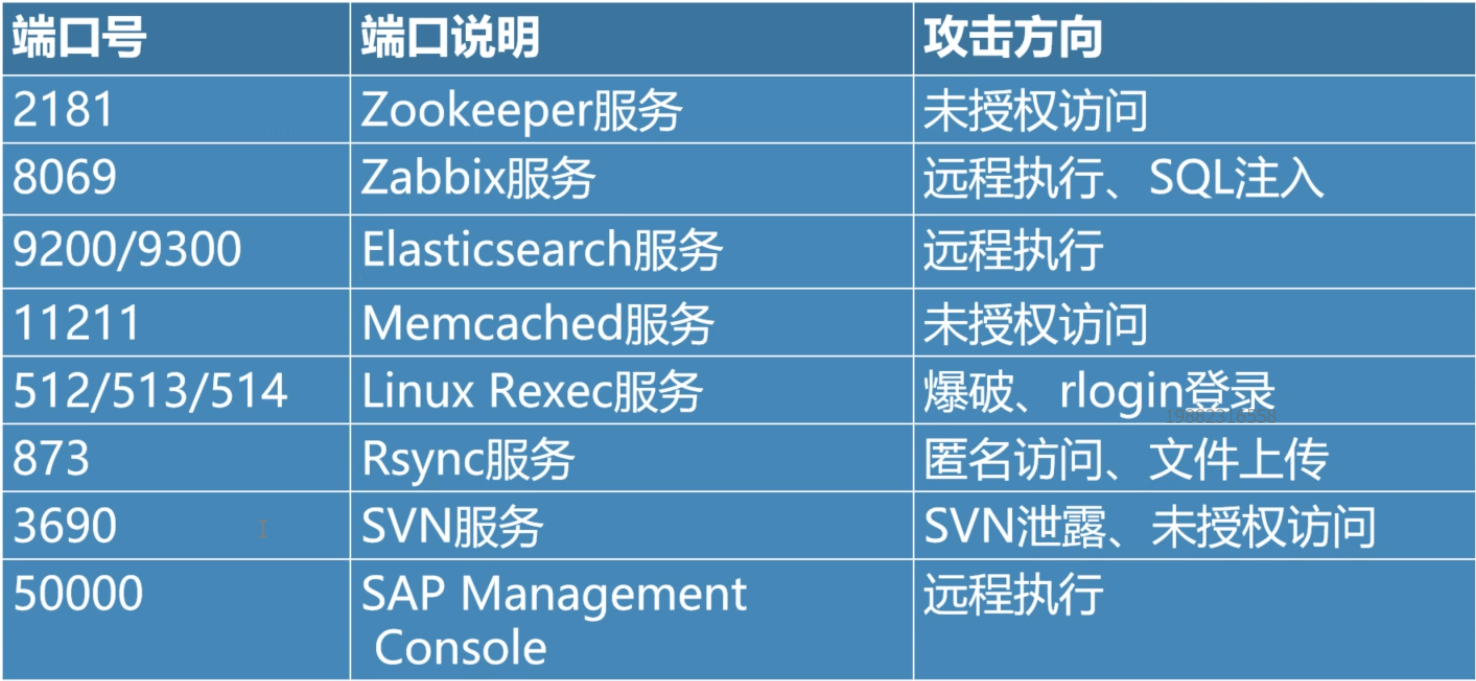 端口号 端口说明 攻击方向
2181 Zookeeper服务 未授权访问
8069 Zabbix服务 远程执行、SQL注入
9200/9300 Elasticsearch服务 远程执行
11211 Memcached服务 未授权访问
512/513/514 Linux Rexec服务 爆破、rlogin登录
19882316558
873 Rsync服务 匿名访问、文件上传
3690 SVN服务 SVN泄露、未授权访问
50000 SAP Management 远程执行
Console